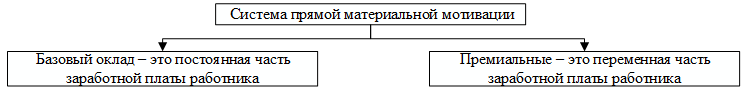 Система прямой материальной мотивации
Базовый оклад – это постоянная часть
заработной платы работника
Премиальные – это переменная часть
заработной платы работника